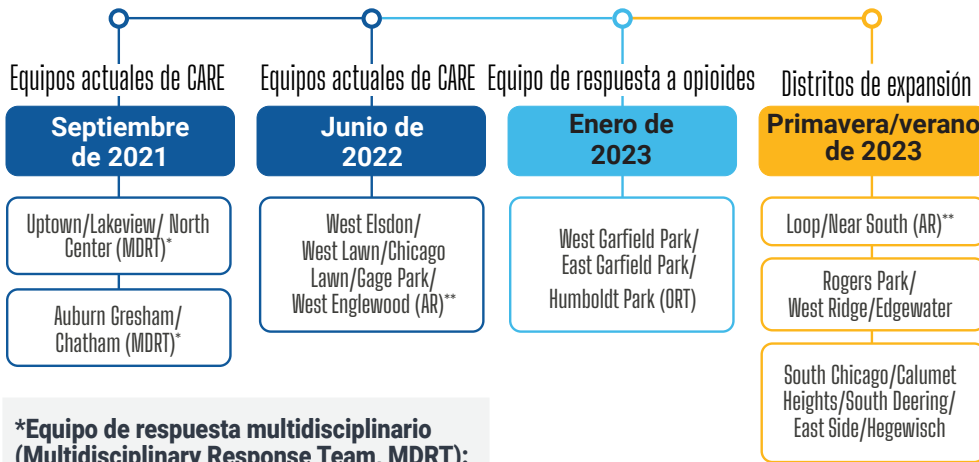 Equipos actuales de CARE
Septiembre
de 2021
Uptown/Lakeview/ North
Center (MDRT)*
Auburn Gresham/
Chatham (MDRT)*
Equipos actuales de CARE
Junio de
2022
West Elsdon/
West Lawn/Chicago
Lawn/Gage Park/
West Englewood (AR)**
Equipo de respuesta a opioides
Enero de
2023
West Garfield Park/
East Garfield Park/
Humboldt Park (ORT)
Distritos de expansión
Primavera/verano
de 2023
Loop/Near South (AR)**
Rogers Park/
West Ridge/Edgewater
South Chicago/Calumet
Heights/South Deering/
East Side/Hegewisch
*Equipo de respuesta multidisciplinario
(Multidisciplinary Response Team, MDRT):